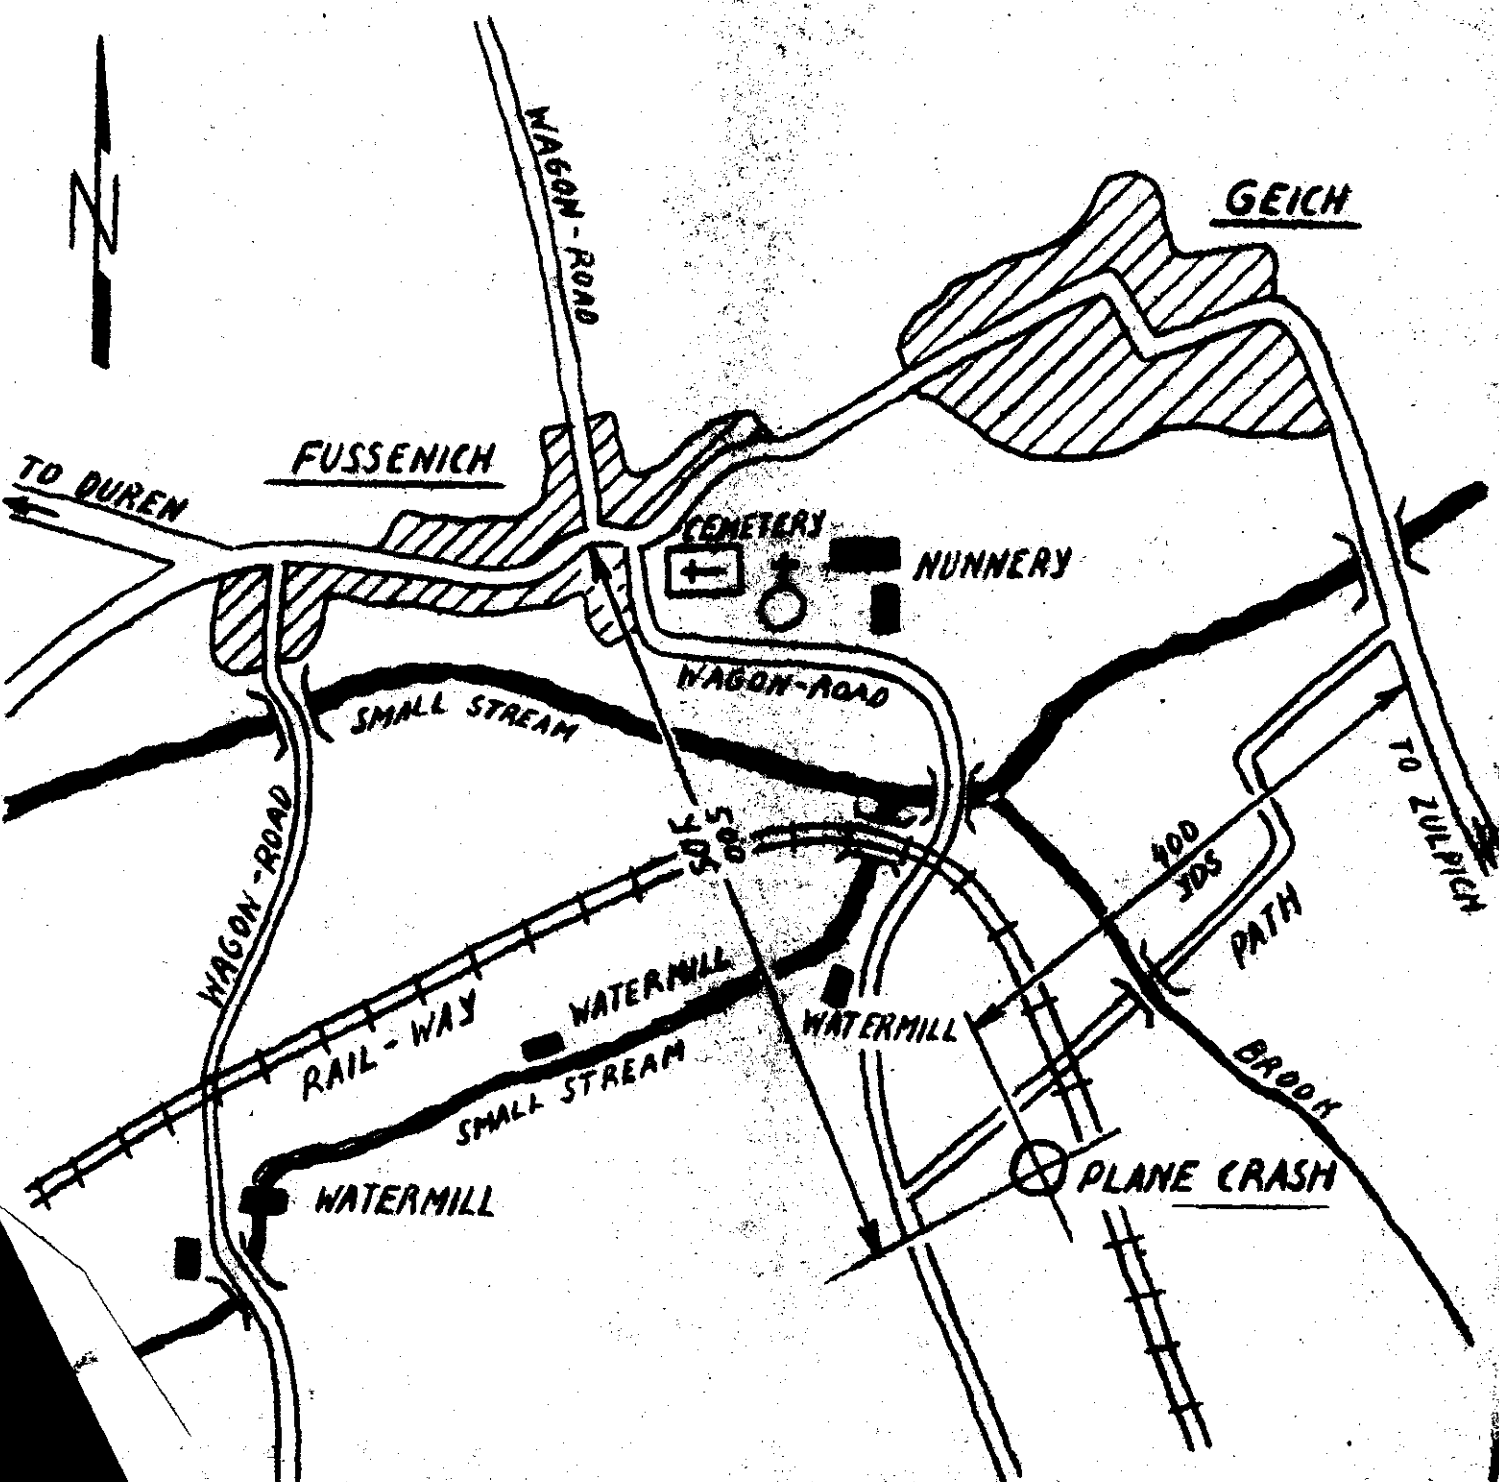 N
WAGON-ROAD
GEICH
FUSSENICH
TO DUREN
CEMETERY
NUNNERY
WAGON-ROAD
SMALL STREAM
TO ZULPICH
WAGON-ROAD
500
YDS
400
YDS
PATH
RAIL-WAY
WATERMILL
WATERMILL
SMALL STREAM
BROOK
PLANE CRASH
WATERMILL